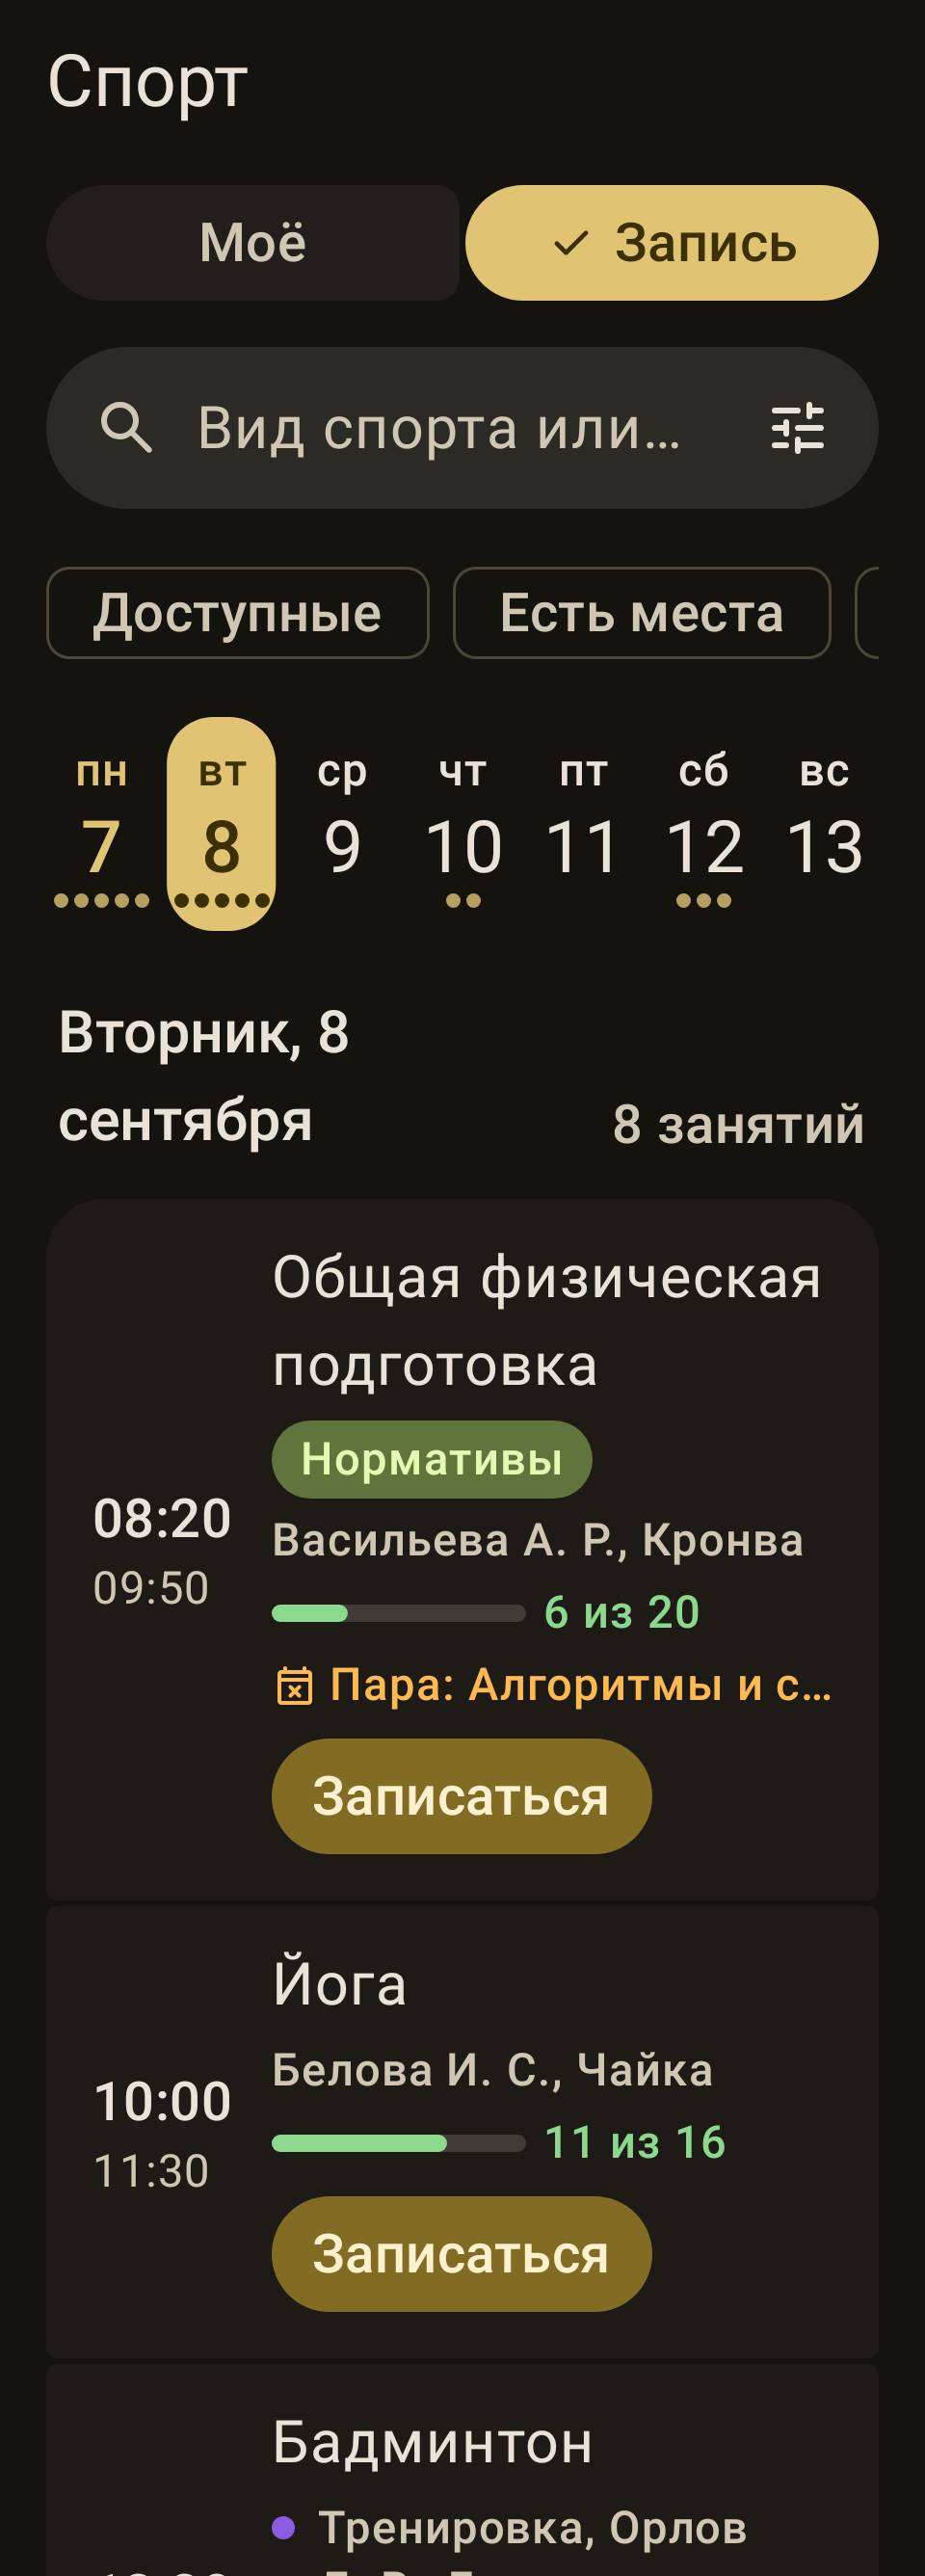 Спорт
Моё
Запись
Вид спорта или…
Доступные
Есть места
пн вт ср чт пт сб вс
7 8 9 10 11 12 13
Вторник, 8
сентября
8 занятий
Общая физическая
подготовка
Нормативы
08:20
09:50
Васильева А. Р., Кронва
6 из 20
Пара: Алгоритмы и с…
Записаться
Йога
10:00
11:30
Белова И. С., Чайка
11 из 16
Записаться
Бадминтон
Тренировка, Орлов